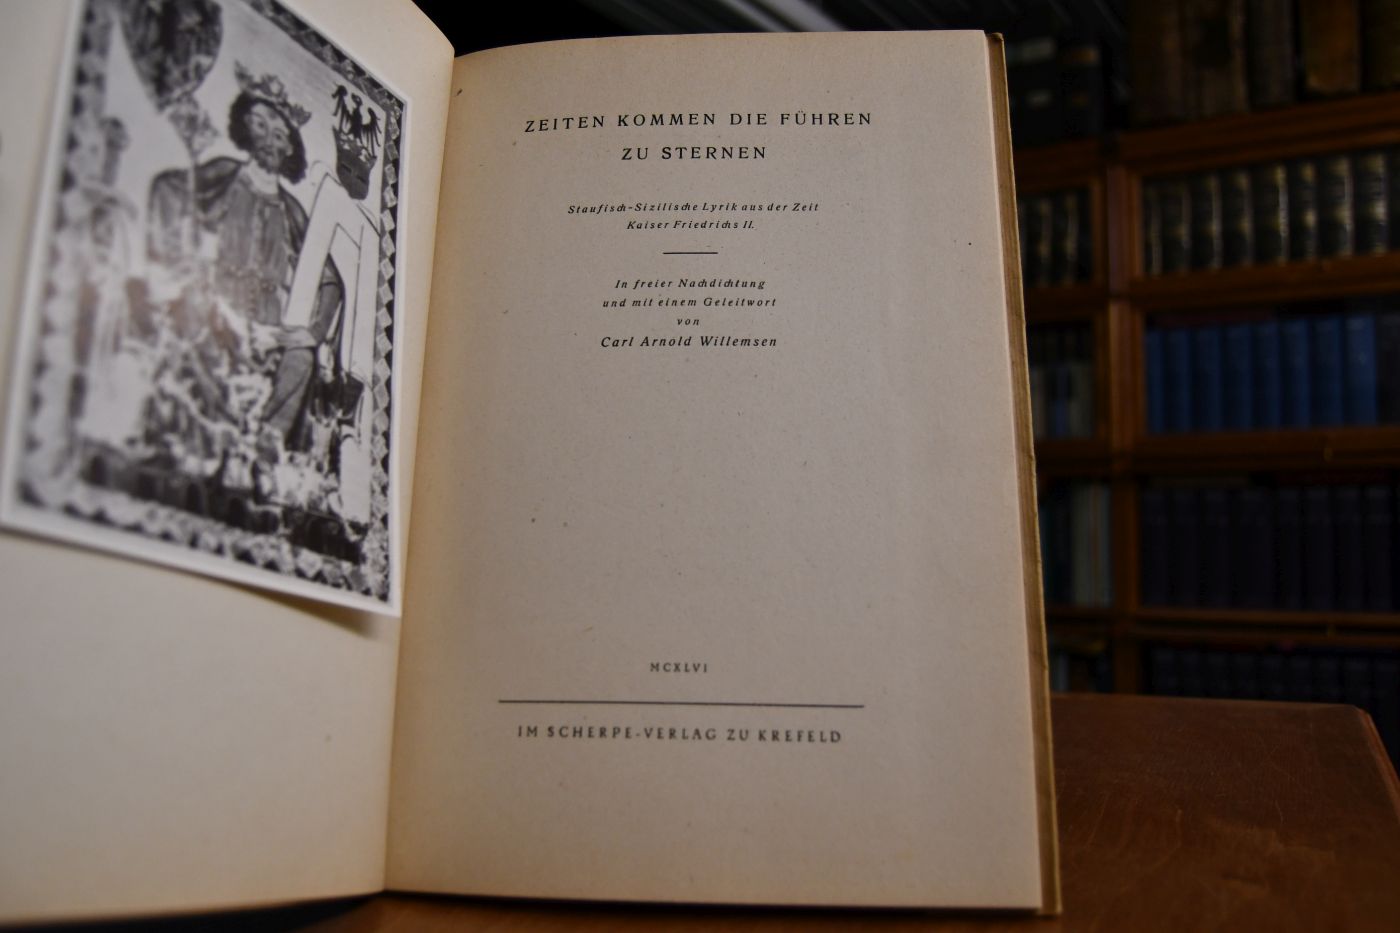 ZEITEN KOMMEN DIE FÜHREN
ZU STERNEN
Staufisch-Sizilische Lyrik aus der Zeit
Kaiser Friedrichs II.
In freier Nachdichtung
und mit einem Geleitwort
von
Carl Arnold Willemsen
MCXLVI
IM SCHERPE-VERLAG ZU KREFELD